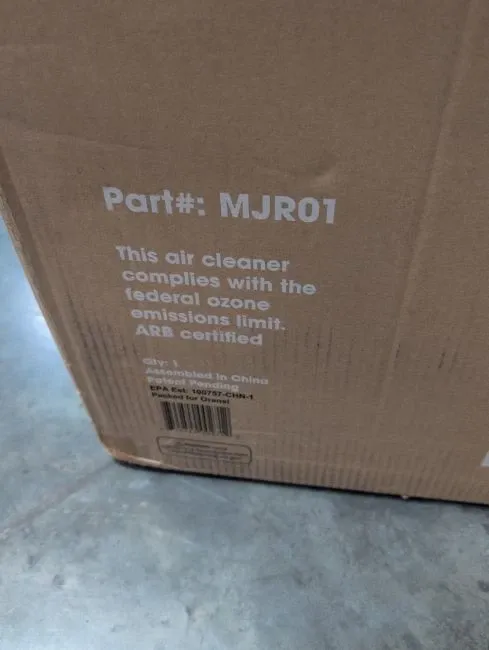 Part#: MJR01
This air cleaner
complies with the
federal ozone
emissions limit.
ARB certified
Qty: 1
Assembled in China
Patent Pending
EPA Est: 100757-CHN-1
Packed for Oransi